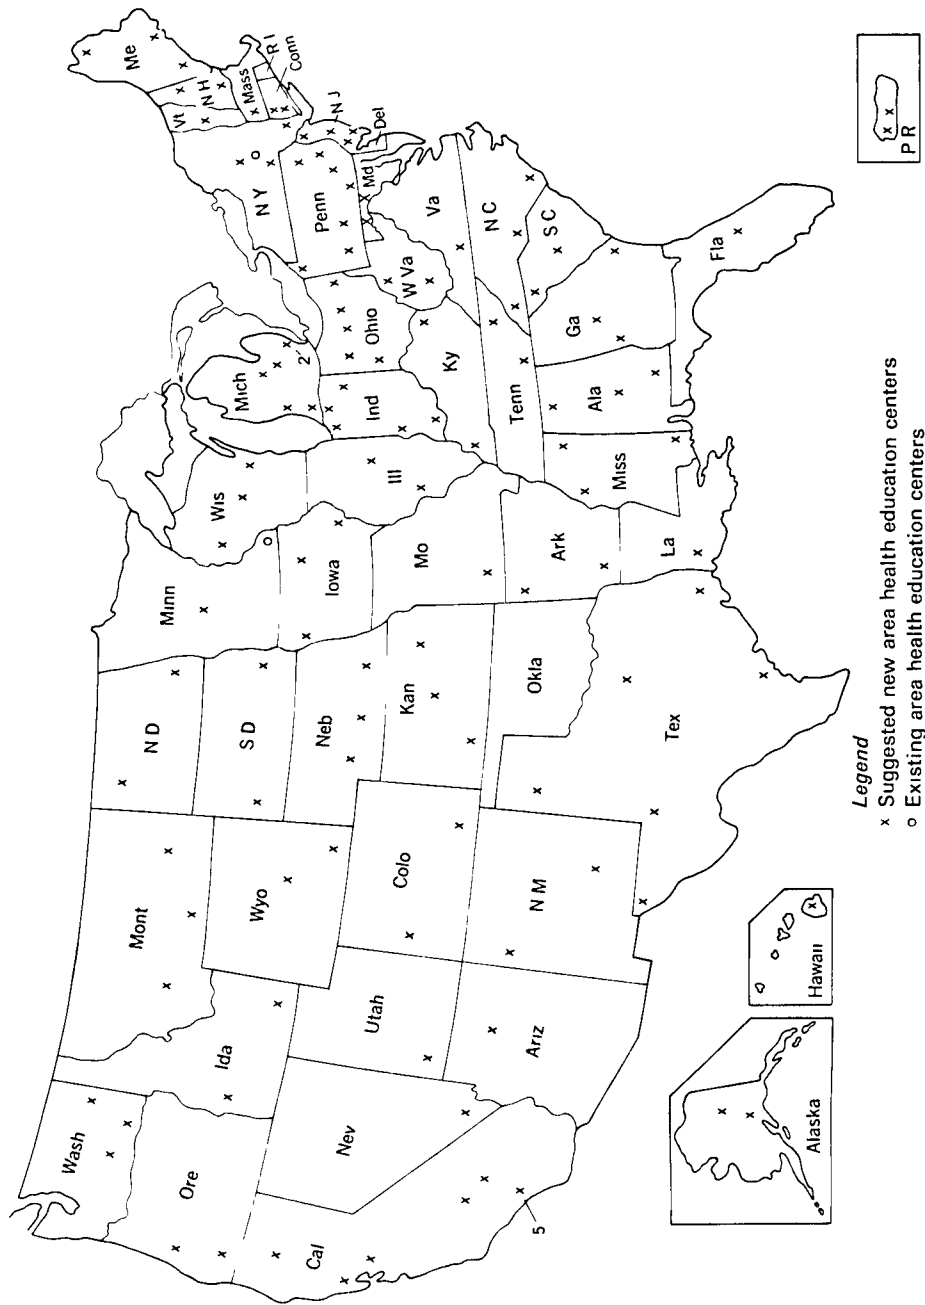 Wash
Ore
Cal
5
Nev
Ida
Mont
Wyo
Utah
Arız
Colo
N M
N D
S D
Neb
Kan
Okla
Tex
Minn
Iowa
Mo
Ark
La
Wis
Ill
Mich
2
Ind
Ohio
Ky
Tenn
Miss
Ala
Ga
Fla
S C
N C
Va
W Va
Md
Del
Penn
N J
N Y
Conn
R I
Mass
Vt
N H
Me
Alaska
Hawaii
P R
Legend
x Suggested new area health education centers
o Existing area health education centers